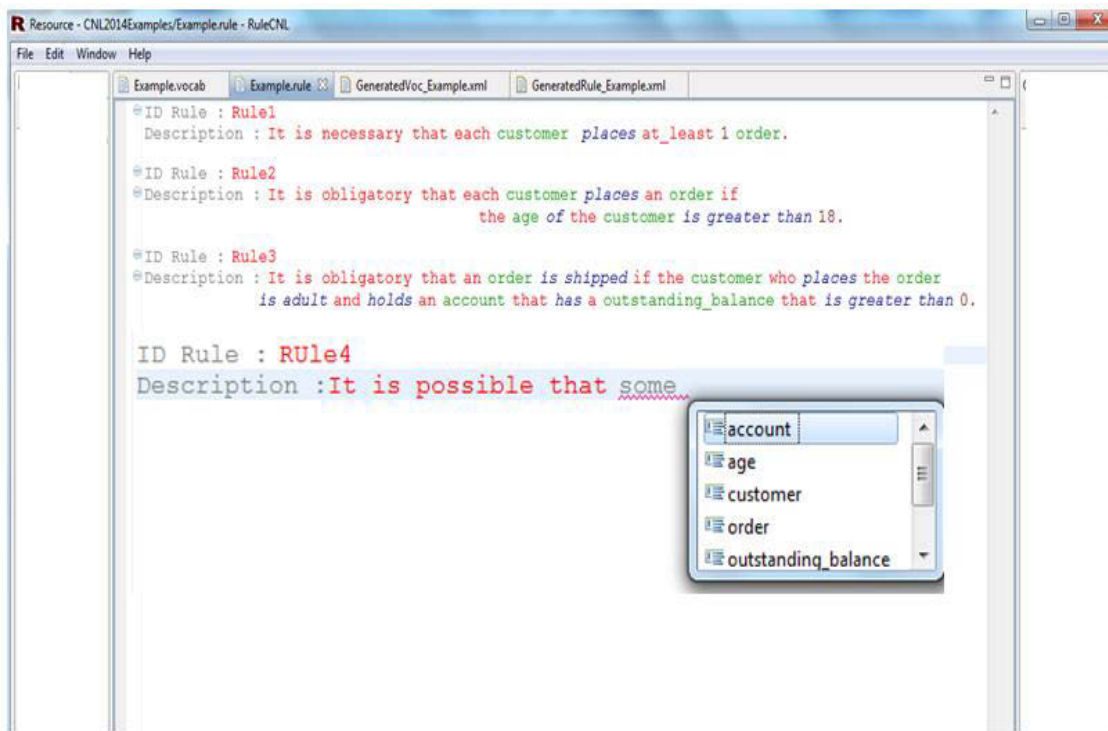 R Resource - CNL2014Examples/Example.rule - RuleCNL
File Edit Window Help
Example.vocab Example.rule GeneratedVoc_Example.xml GeneratedRule_Example.xml
ID Rule : Rule1
Description : It is necessary that each customer places at_least 1 order.
ID Rule : Rule2
Description : It is obligatory that each customer places an order if
the age of the customer is greater than 18.
ID Rule : Rule3
Description : It is obligatory that an order is shipped if the customer who places the order
is adult and holds an account that has a outstanding_balance that is greater than 0.
ID Rule : RUle4
Description :It is possible that some
account
age
customer
order
outstanding_balance